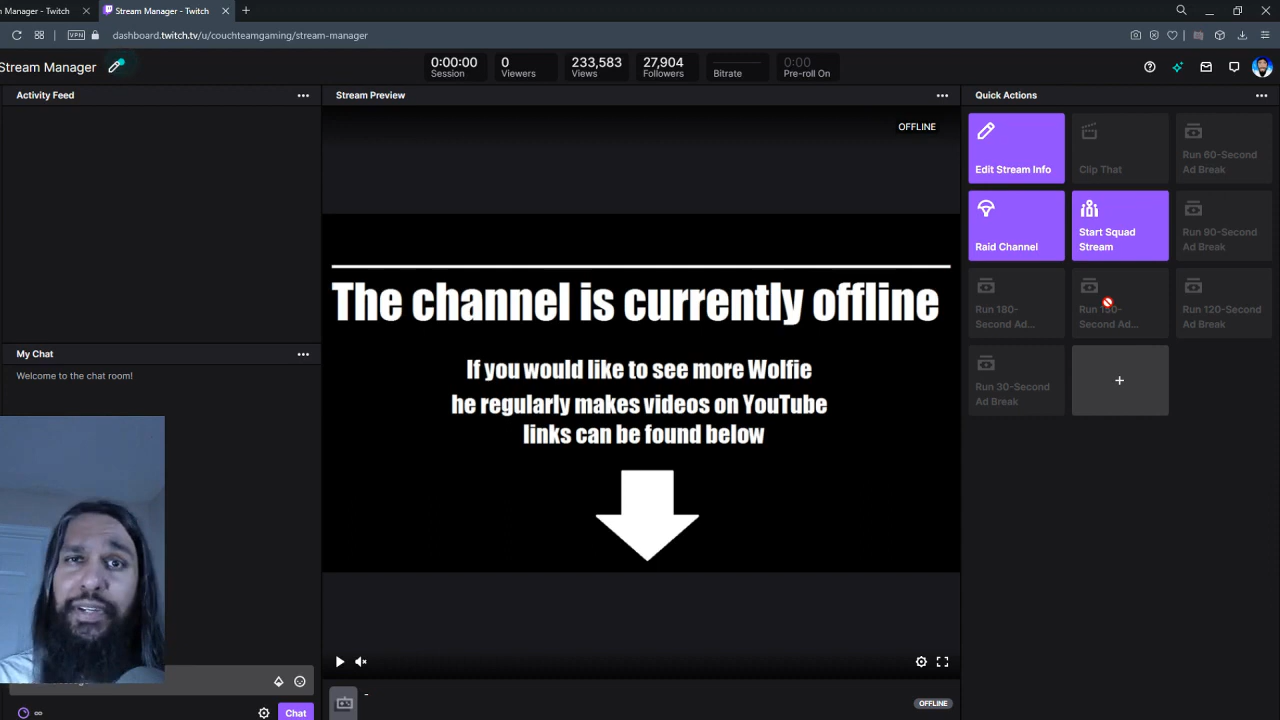 m Manager - Twitch
Stream Manager - Twitch
VPN
dashboard.twitch.tv/u/couchteamgaming/stream-manager
Stream Manager
0:00:00
Session
0
Viewers
233,583
Views
27,904
Followers
Bitrate
0:00
Pre-roll On
Activity Feed
Stream Preview
Quick Actions
OFFLINE
Edit Stream Info
Clip That
Run 60-Second
Ad Break
Raid Channel
Start Squad
Stream
Run 90-Second
Ad Break
Run 180-
Second Ad...
Run 150-
Second Ad...
Run 120-Second
Ad Break
Run 30-Second
Ad Break
The channel is currently offline
If you would like to see more Wolfie
he regularly makes videos on YouTube
links can be found below
My Chat
Welcome to the chat room!
Chat
-
OFFLINE